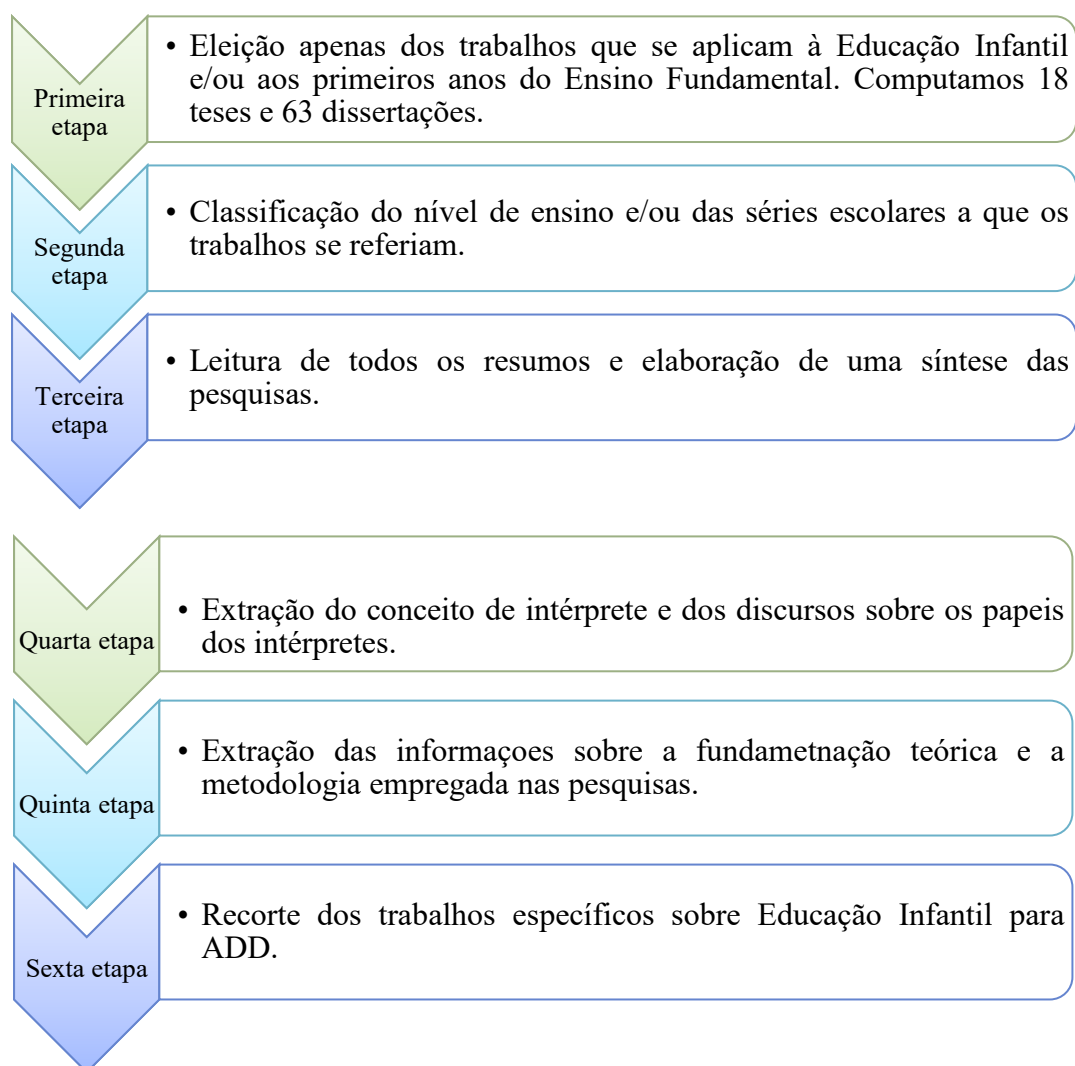 Primeira
etapa
• Eleição apenas dos trabalhos que se aplicam à Educação Infantil
e/ou aos primeiros anos do Ensino Fundamental. Computamos 18
teses e 63 dissertações.
Segunda
etapa
• Classificação do nível de ensino e/ou das séries escolares a que os
trabalhos se referiam.
Terceira
etapa
• Leitura de todos os resumos e elaboração de uma síntese das
pesquisas.
Quarta etapa
• Extração do conceito de intérprete e dos discursos sobre os papeis
dos intérpretes.
Quinta etapa
• Extração das informaçoes sobre a fundametnação teórica e a
metodologia empregada nas pesquisas.
Sexta etapa
• Recorte dos trabalhos específicos sobre Educação Infantil para
ADD.